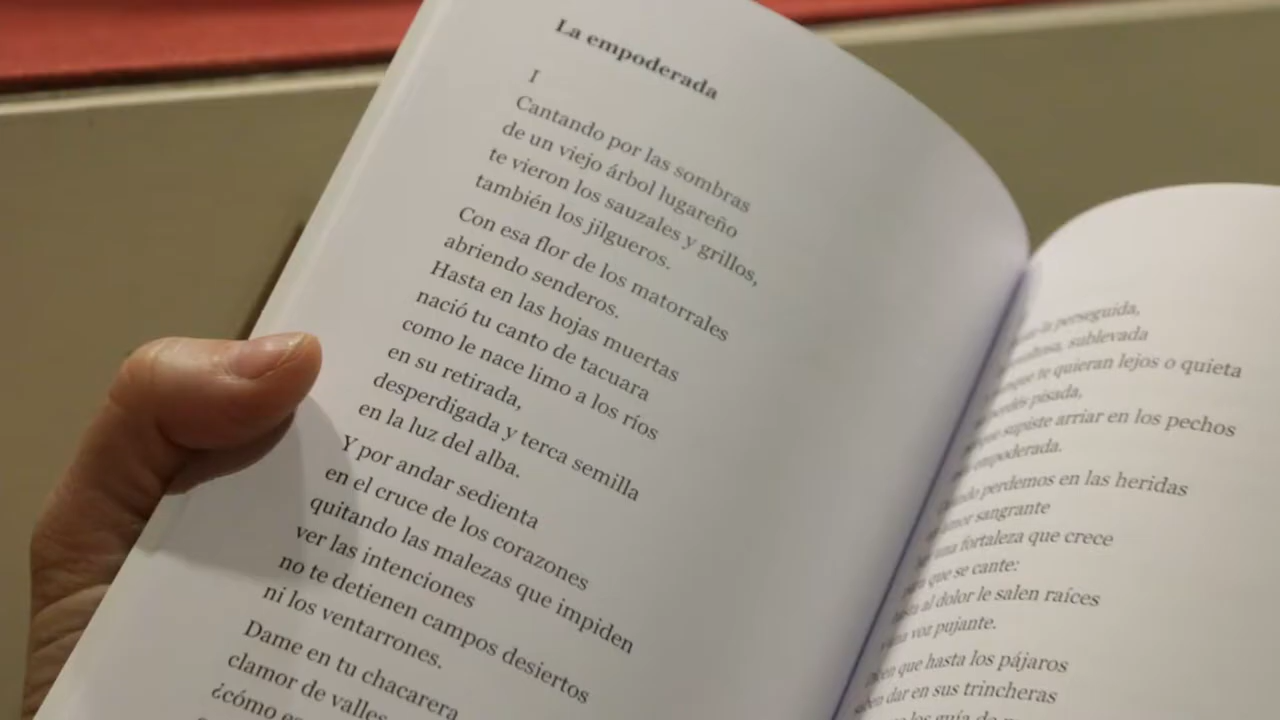 La empoderada
I
Cantando por las sombras
de un viejo árbol lugareño
te vieron los sauzales y grillos,
también los jilgueros.
Con esa flor de los matorrales
abriendo senderos.
Hasta en las hojas muertas
nació tu canto de tacuara
como le nace limo a los ríos
en su retirada,
desperdigada y terca semilla
en la luz del alba.
Y por andar sedienta
en el cruce de los corazones
quitando las malezas que impiden
ver las intenciones
no te detienen campos desiertos
ni los ventarrones.
Dame en tu chacarera
clamor de valles
¿cómo
perseguida,
sublevada
te quieran lejos o quieta
pisada,
supiste arriar en los pechos
empoderada.
perdemos en las heridas
amor sangrante
una fortaleza que crece
que se cante:
al dolor le salen raíces
voz pujante.
que hasta los pájaros
dar en sus trincheras
los guía de